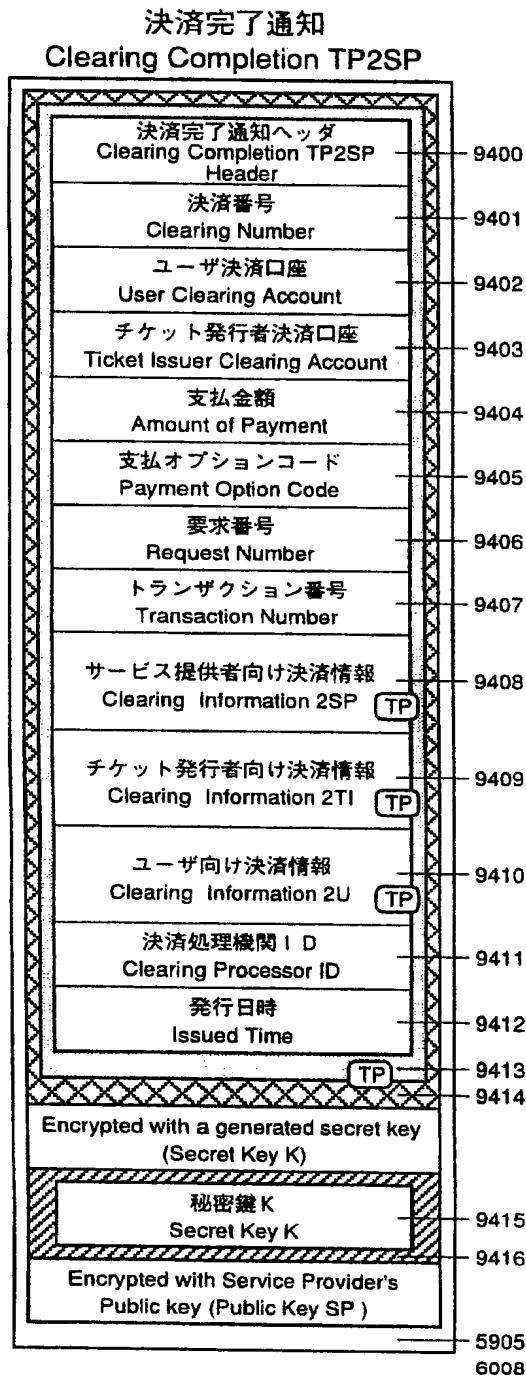 決済完了通知
Clearing Completion TP2SP
決済完了通知ヘッダ
Clearing Completion TP2SP
Header
9400
決済番号
Clearing Number
9401
ユーザ決済口座
User Clearing Account
9402
チケット発行者決済口座
Ticket Issuer Clearing Account
9403
支払金額
Amount of Payment
9404
支払オプションコード
Payment Option Code
9405
要求番号
Request Number
9406
トランザクション番号
Transaction Number
9407
サービス提供者向け決済情報
Clearing Information 2SP
TP
9408
チケット発行者向け決済情報
Clearing Information 2TI
TP
9409
ユーザ向け決済情報
Clearing Information 2U
TP
9410
決済処理機関ID
Clearing Processor ID
9411
発行日時
Issued Time
9412
TP
9413
9414
Encrypted with a generated secret key
(Secret Key K)
秘密鍵K
Secret Key K
9415
9416
Encrypted with Service Provider's
Public key (Public Key SP )
5905
6008